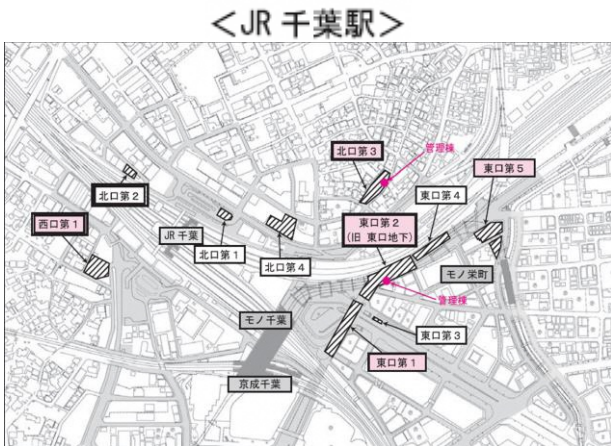 ＜JR 千葉駅＞
北口第3
管理棟
北口第2
東口第5
東口第4
東口第2
(旧 東口地下)
西口第1
JR千葉
北口第1
北口第4
モノ栄町
管理棟
モノ千葉
東口第3
東口第1
京成千葉